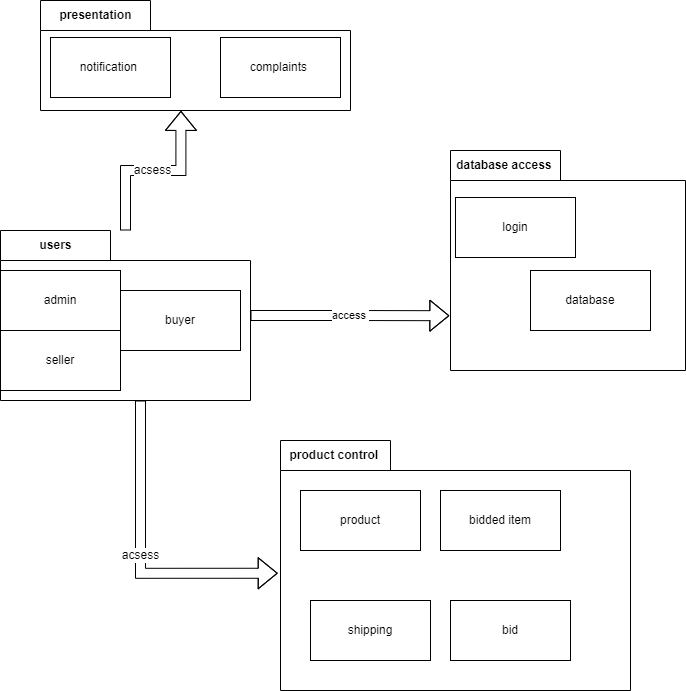 presentation
notification
complaints
acsess
database access
login
database
users
admin
buyer
seller
access
product control
product
bidded item
acsess
shipping
bid